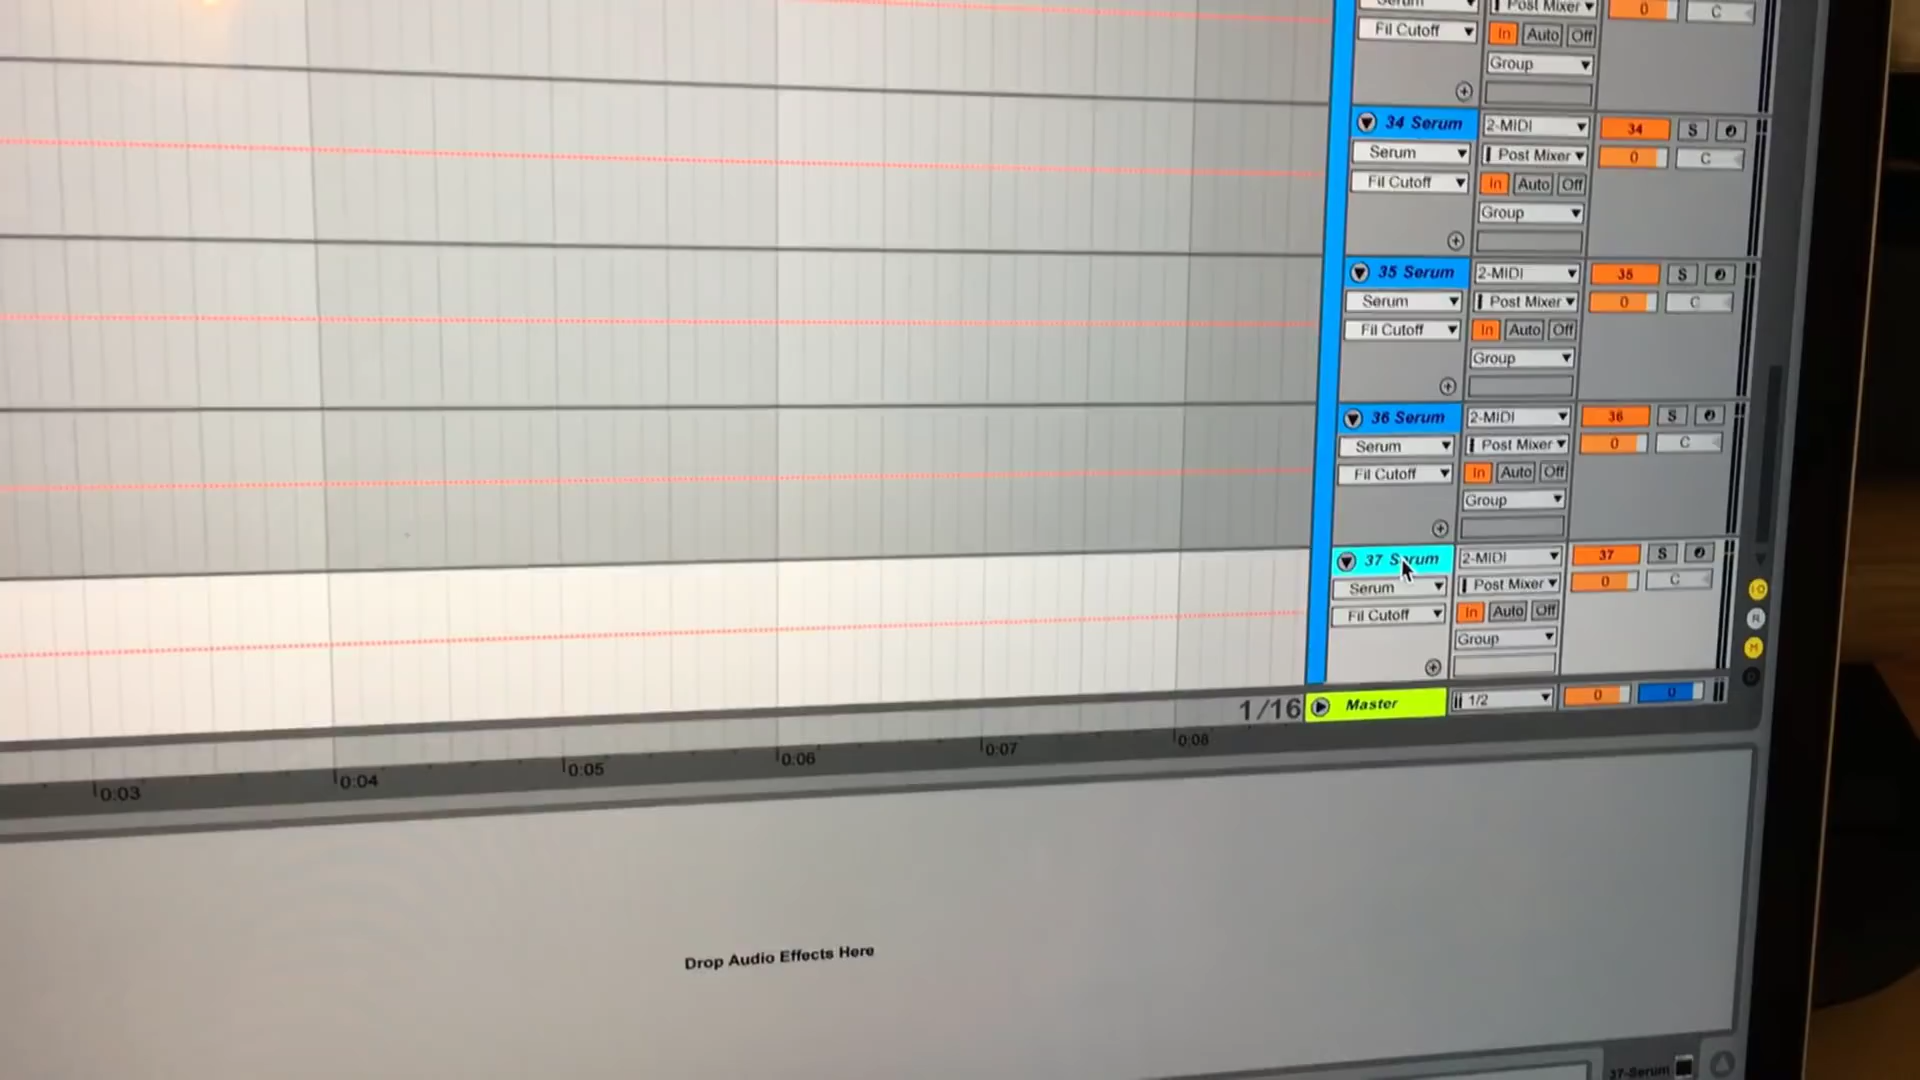 Serum Post Mixer 0 C
Fil Cutoff In Auto Off
Group
34 Serum 2-MIDI 34 S
Serum Post Mixer 0 C
Fil Cutoff In Auto Off
Group
35 Serum 2-MIDI 35 S
Serum Post Mixer 0 C
Fil Cutoff In Auto Off
Group
36 Serum 2-MIDI 36 S
Serum Post Mixer 0 C
Fil Cutoff In Auto Off
Group
37 Serum 2-MIDI 37 S
Serum Post Mixer 0 C
Fil Cutoff In Auto Off
Group
1/16 Master 1/2 0 0
I·O
R
M
D
0:03 0:04 0:05 0:06 0:07 0:08
Drop Audio Effects Here
37-Serum